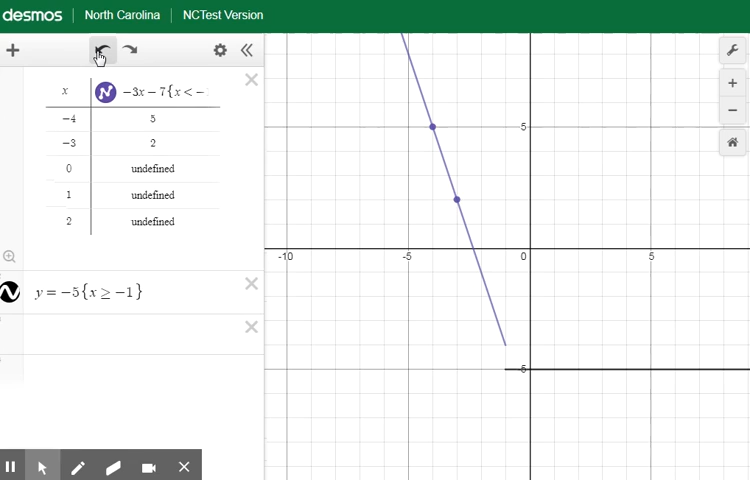 desmos North Carolina NCTest Version
x −3x − 7{x < −
−4 5
−3 2
0 undefined
1 undefined
2 undefined
y = −5{x ≥ −1}
5
-10 -5 0 5
-5